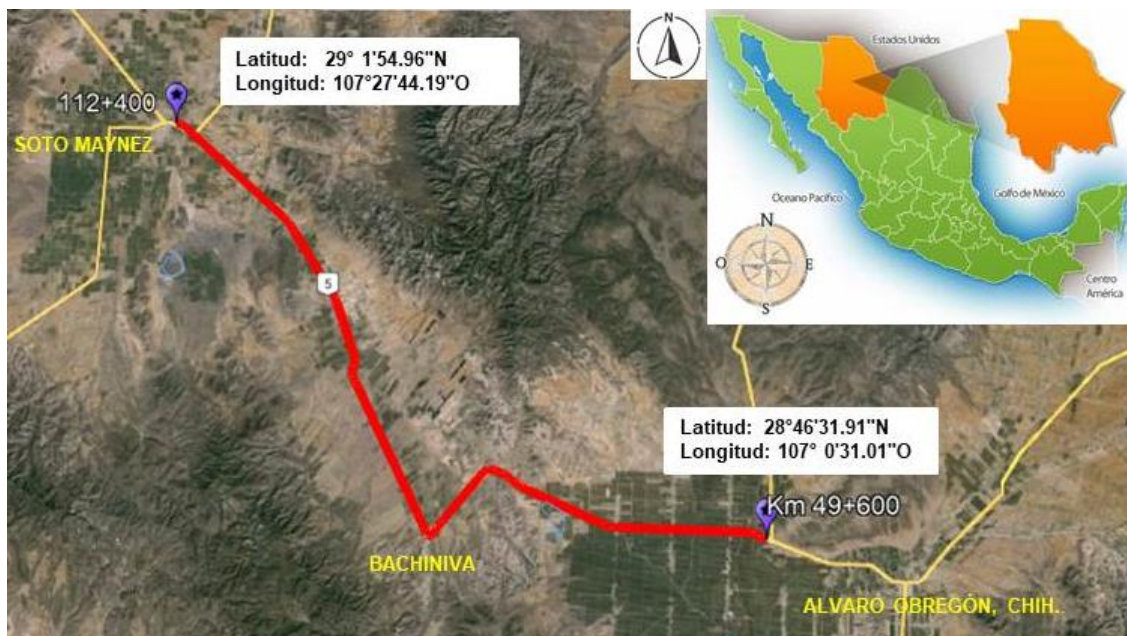 Latitud: 29° 1'54.96"N
Longitud: 107°27'44.19"O
112+400
SOTO MAYNEZ
5
BACHINIVA
Latitud: 28°46'31.91"N
Longitud: 107° 0'31.01"O
Km 49+600
ALVARO OBREGÓN, CHIH.
N
Estados Unidos
Golfo de México
Oceano Pacífico
Centro
América
N
O
E
S